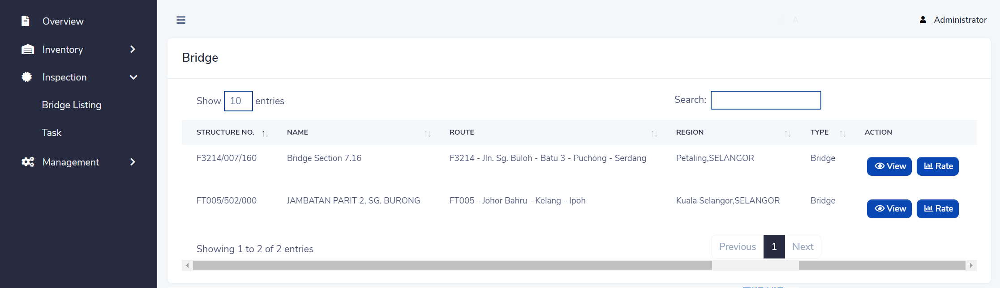 Overview
Inventory
Inspection
Bridge Listing
Task
Management
A
Administrator
Bridge
Show 10 entries
Search:
STRUCTURE NO. NAME ROUTE REGION TYPE ACTION
F3214/007/160 Bridge Section 7.16 F3214 - Jln. Sg. Buloh - Batu 3 - Puchong - Serdang Petaling,SELANGOR Bridge View Rate
FT005/502/000 JAMBATAN PARIT 2, SG. BURONG FT005 - Johor Bahru - Kelang - Ipoh Kuala Selangor,SELANGOR Bridge View Rate
Showing 1 to 2 of 2 entries
Previous 1 Next